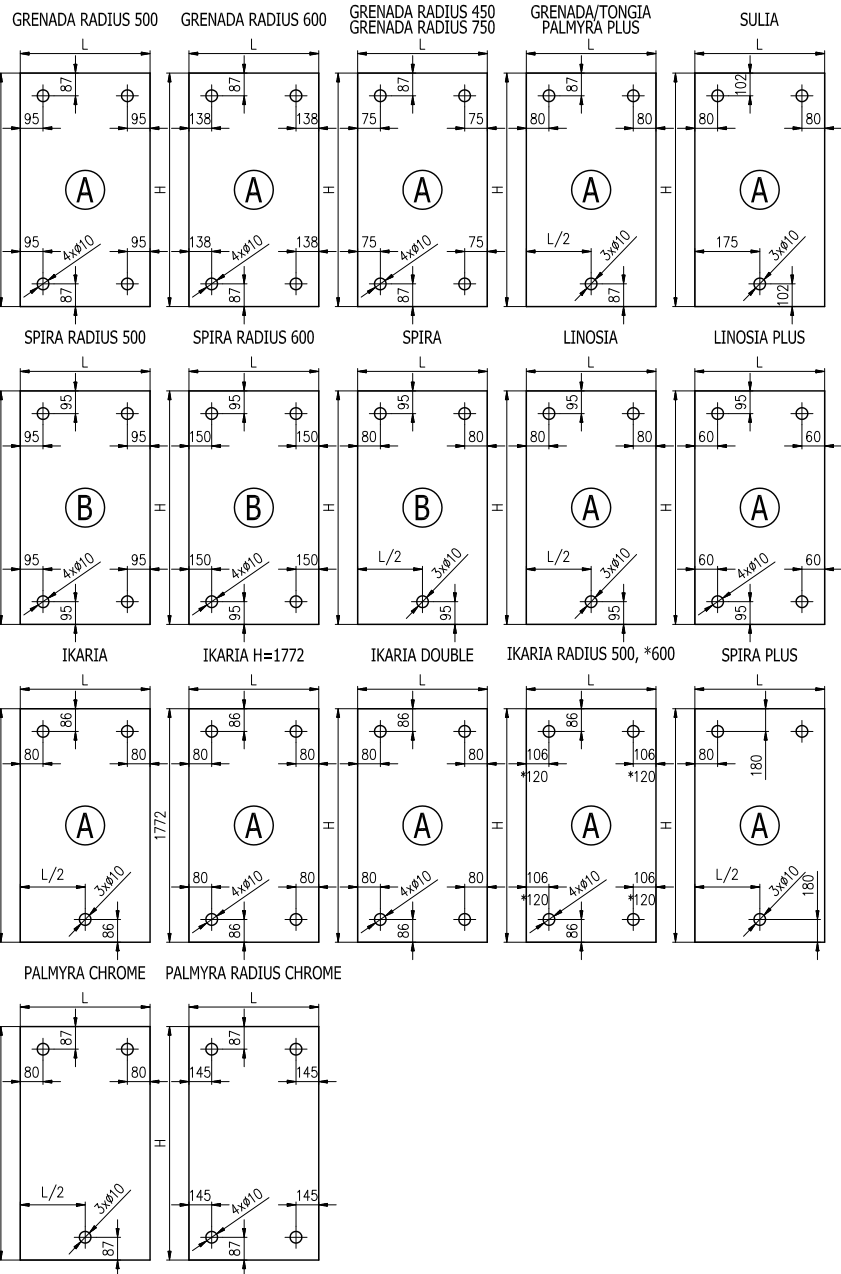 GRENADA RADIUS 500
L
87
95
95
A
95
95
4xø10
87
H
GRENADA RADIUS 600
L
87
138
138
A
138
138
4xø10
87
H
GRENADA RADIUS 450
GRENADA RADIUS 750
L
87
75
75
A
75
75
4xø10
87
H
GRENADA/TONGIA
PALMYRA PLUS
L
87
80
80
A
L/2
3xø10
87
H
SULIA
L
102
80
80
A
175
3xø10
102
SPIRA RADIUS 500
L
95
95
95
B
95
95
4xø10
95
H
SPIRA RADIUS 600
L
95
150
150
B
150
150
4xø10
95
H
SPIRA
L
95
80
80
B
L/2
3xø10
95
H
LINOSIA
L
95
80
80
A
L/2
3xø10
95
H
LINOSIA PLUS
L
95
60
60
A
60
60
4xø10
95
IKARIA
L
86
80
80
A
L/2
3xø10
86
1772
IKARIA H=1772
L
86
80
80
A
80
80
4xø10
86
H
IKARIA DOUBLE
L
86
80
80
A
80
80
4xø10
86
H
IKARIA RADIUS 500, *600
L
86
106
106
*120
*120
A
106
106
*120
*120
4xø10
86
H
SPIRA PLUS
L
80
180
A
L/2
3xø10
180
PALMYRA CHROME
L
87
80
80
L/2
3xø10
87
H
PALMYRA RADIUS CHROME
L
87
145
145
145
145
4xø10
87